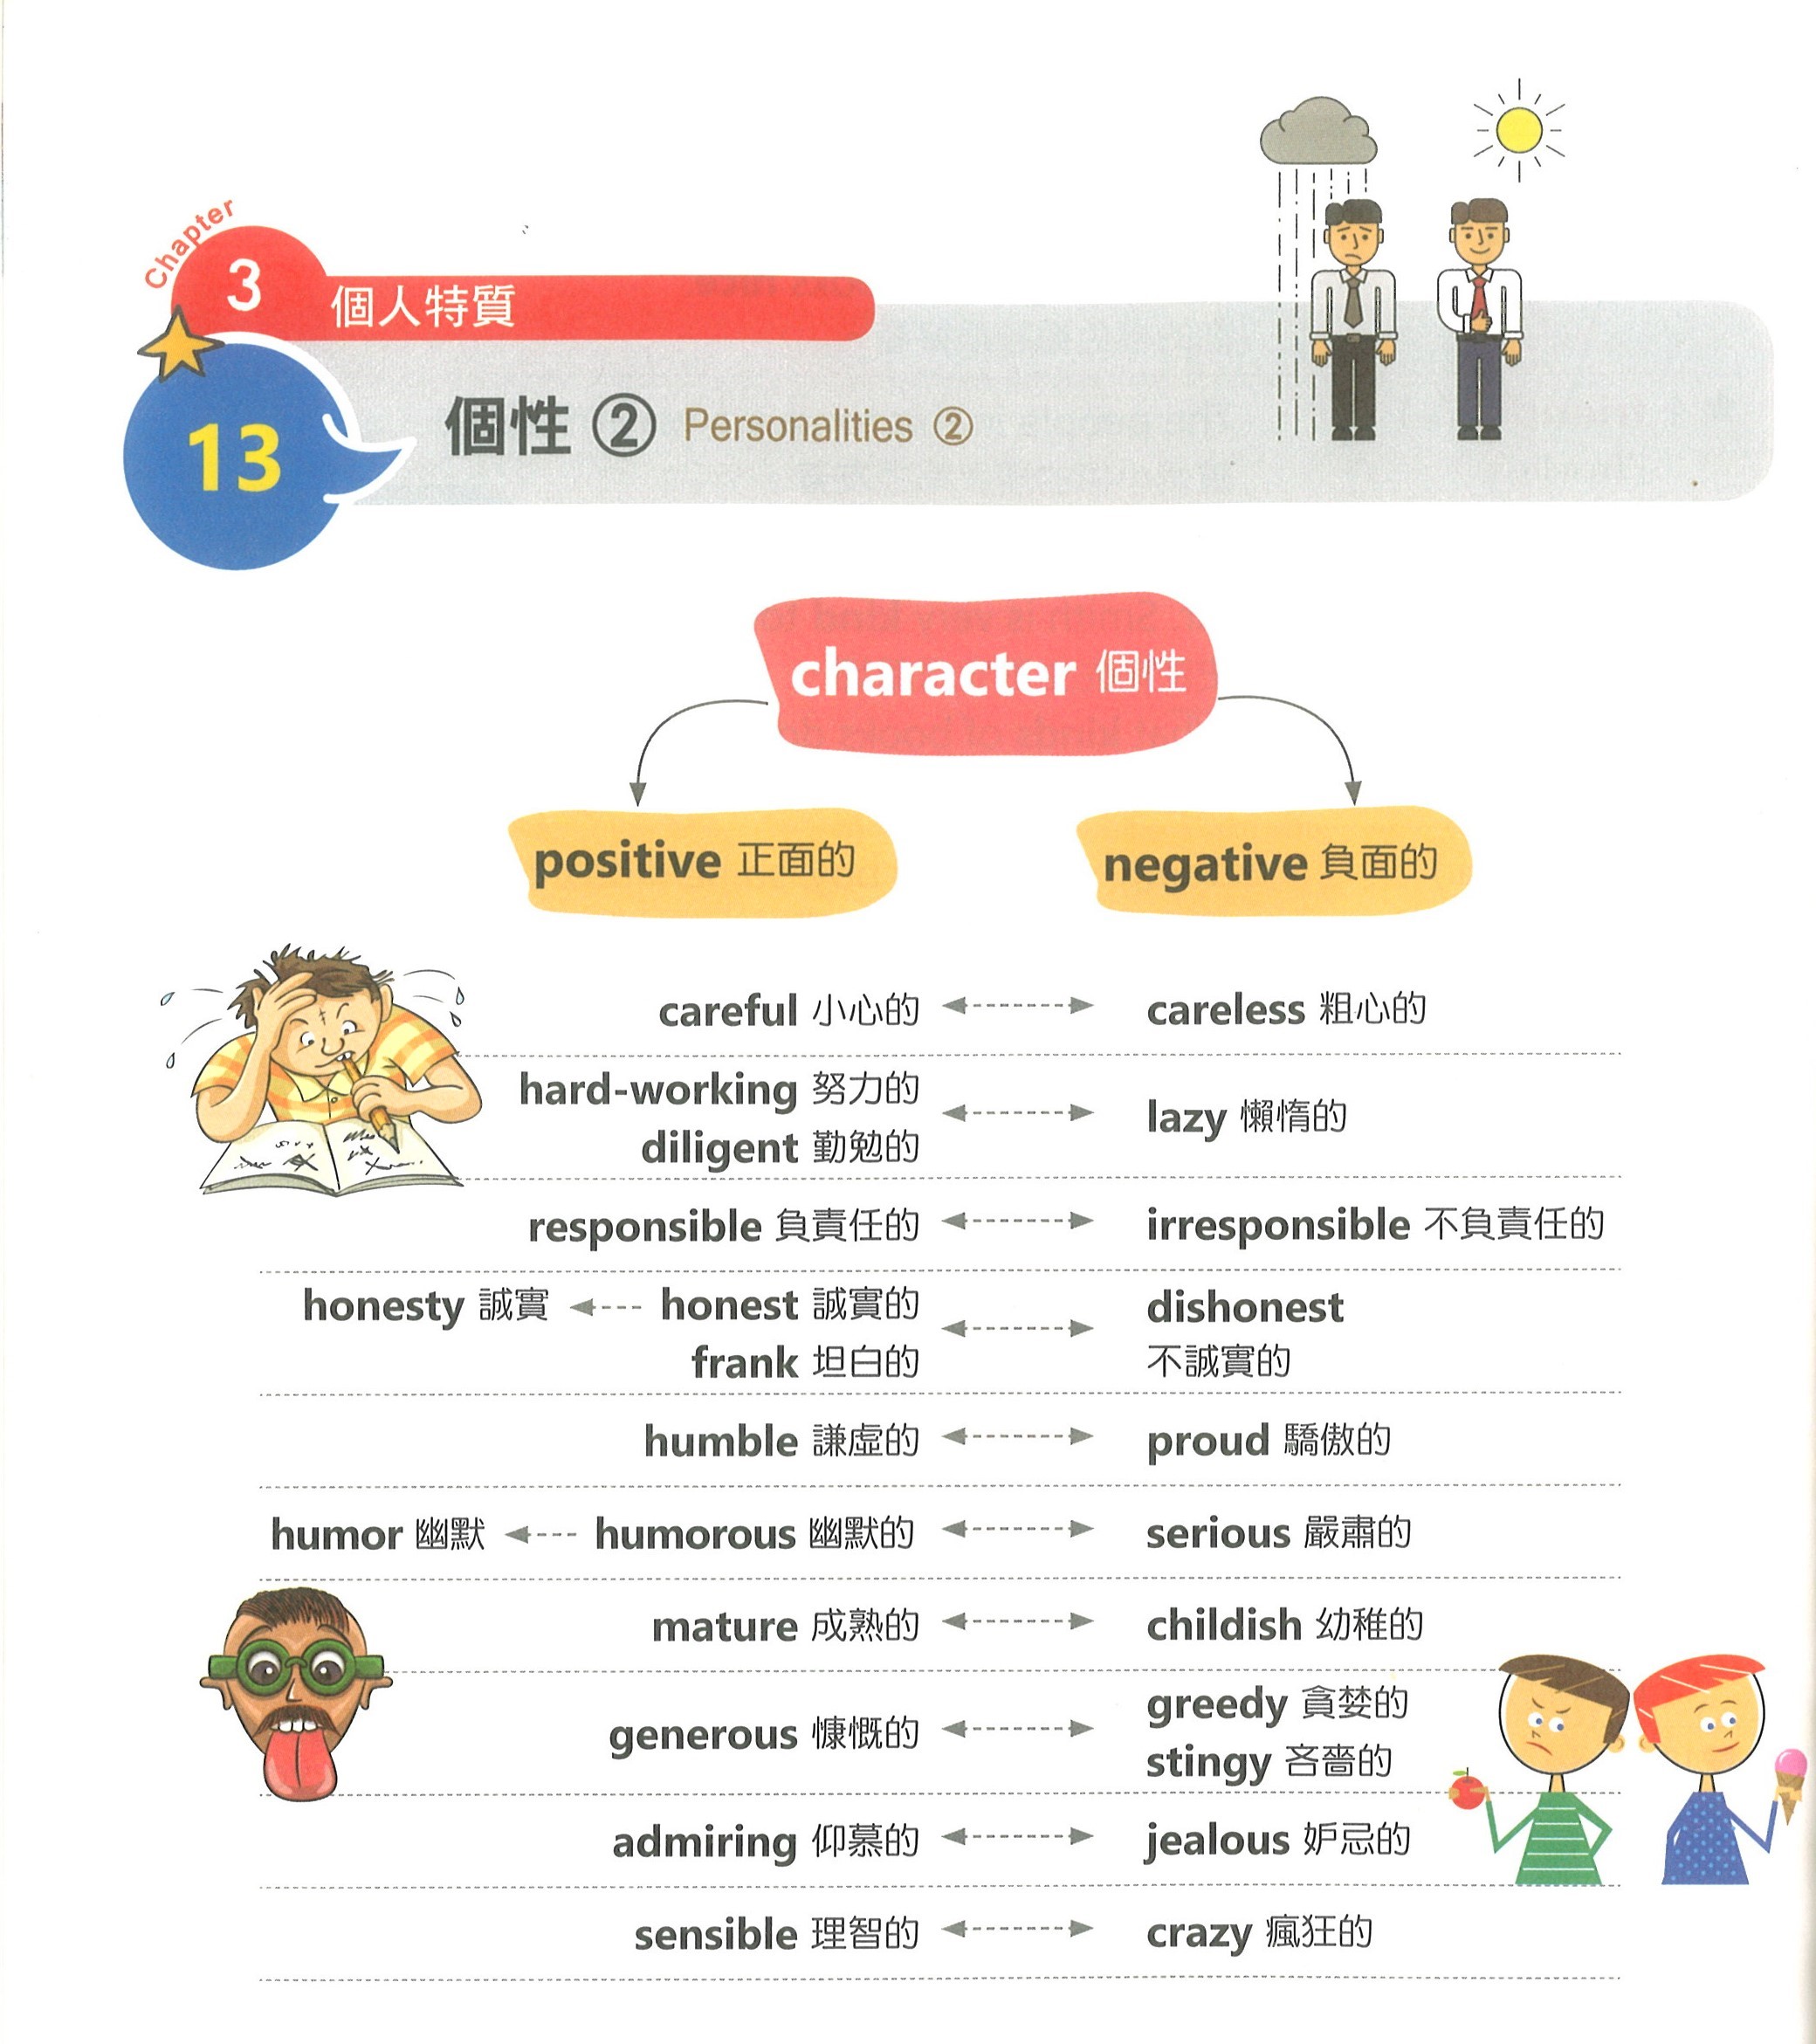 Chapter
3 個人特質
13 個性 ② Personalities ②
character 個性
positive 正面的
negative 負面的
careful 小心的
careless 粗心的
hard-working 努力的
diligent 勤勉的
lazy 懶惰的
responsible 負責任的
irresponsible 不負責任的
honesty 誠實
honest 誠實的
frank 坦白的
dishonest
不誠實的
humble 謙虛的
proud 驕傲的
humor 幽默
humorous 幽默的
serious 嚴肅的
mature 成熟的
childish 幼稚的
generous 慷慨的
greedy 貪婪的
stingy 吝嗇的
admiring 仰慕的
jealous 妒忌的
sensible 理智的
crazy 瘋狂的